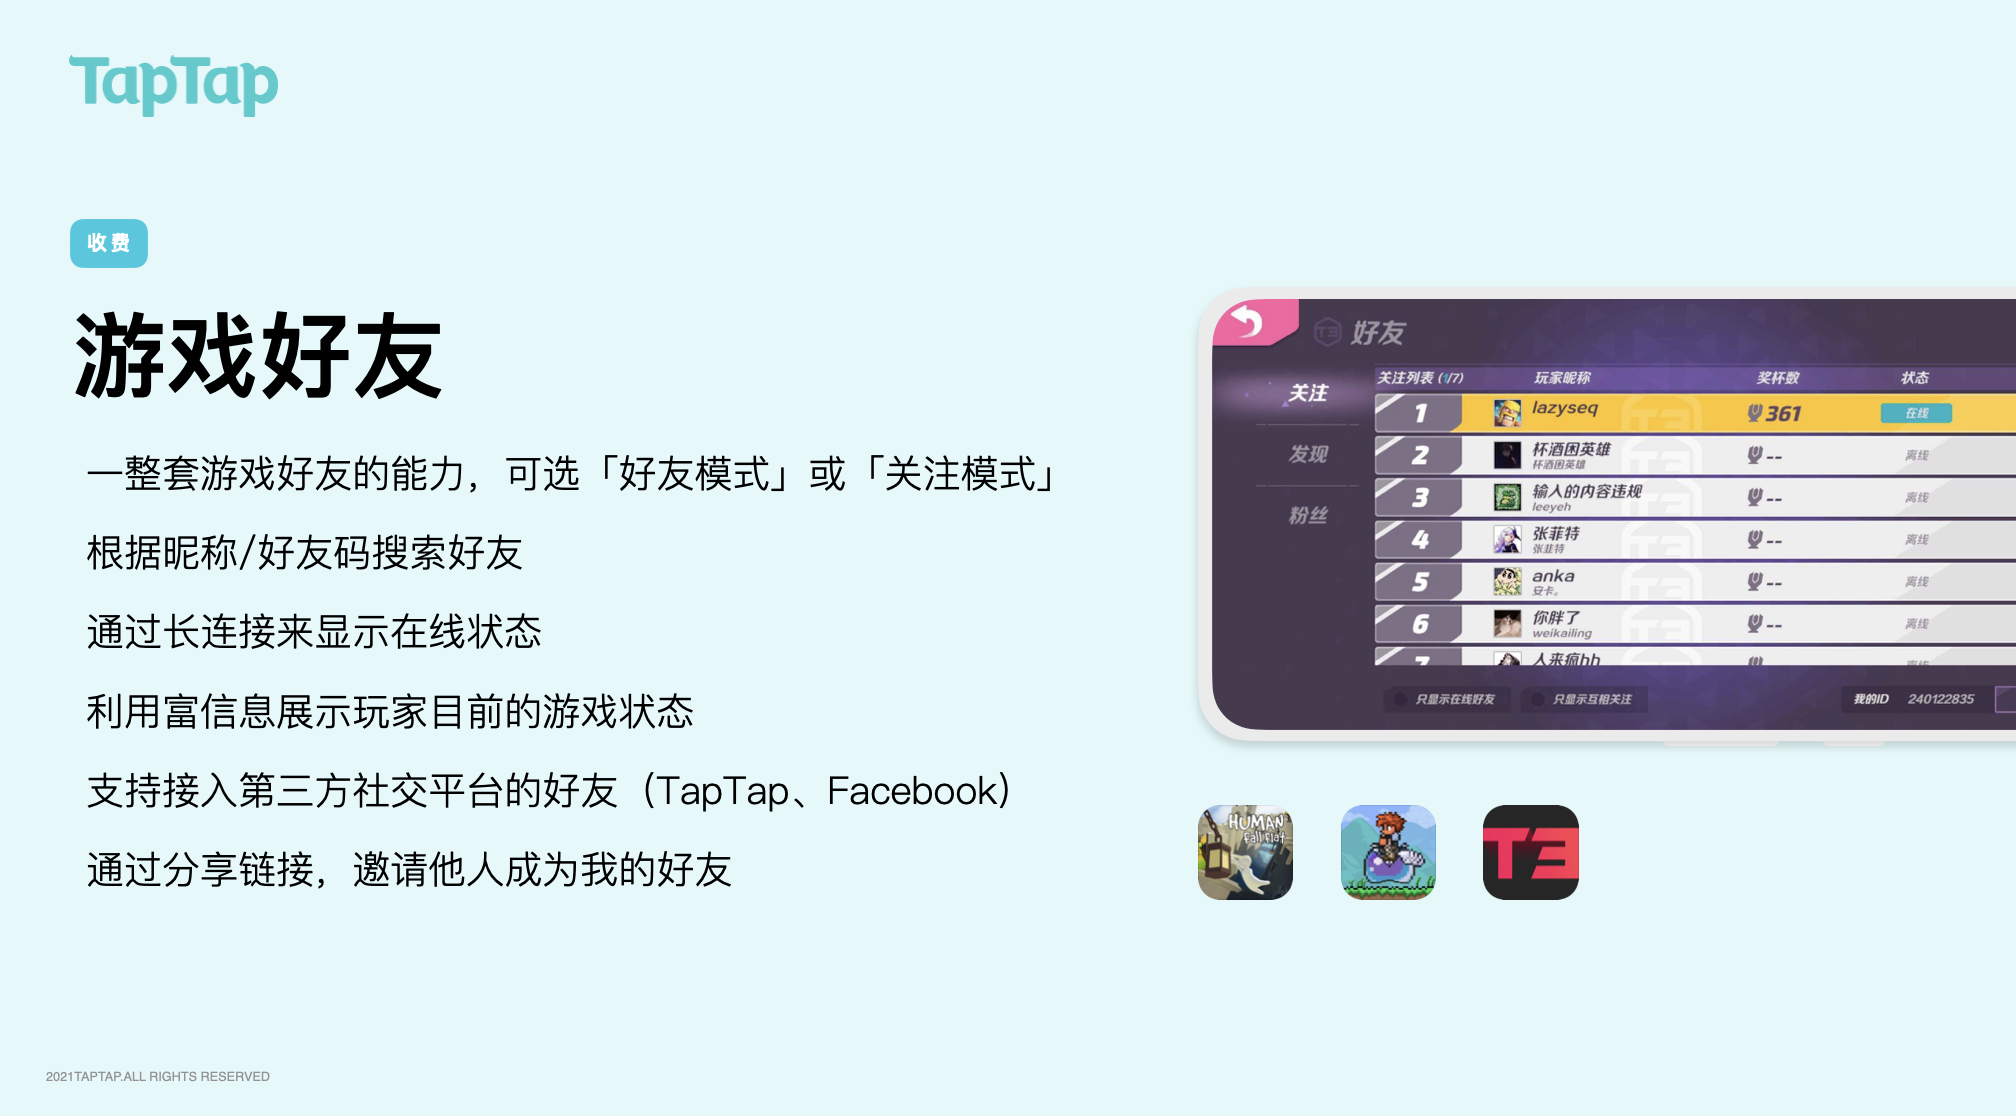 TapTap
收费
游戏好友
一整套游戏好友的能力，可选「好友模式」或「关注模式」
根据昵称/好友码搜索好友
通过长连接来显示在线状态
利用富信息展示玩家目前的游戏状态
支持接入第三方社交平台的好友（TapTap、Facebook）
通过分享链接，邀请他人成为我的好友
T3 好友
关注
发现
粉丝
关注列表 (1/7) 玩家昵称 奖杯数 状态
1 lazyseq 361 在线
2 杯酒困英雄 -- 离线
杯酒困英雄
3 输入的内容违规 -- 离线
leeyeh
4 张菲特 -- 离线
张菲特
5 anka -- 离线
安卡。
6 你胖了 -- 离线
weikailing
7 人来疯hh 离线
只显示在线好友 只显示互相关注 我的ID 240122835
HUMAN
Fall Flat
T3
2021TAPTAP.ALL RIGHTS RESERVED